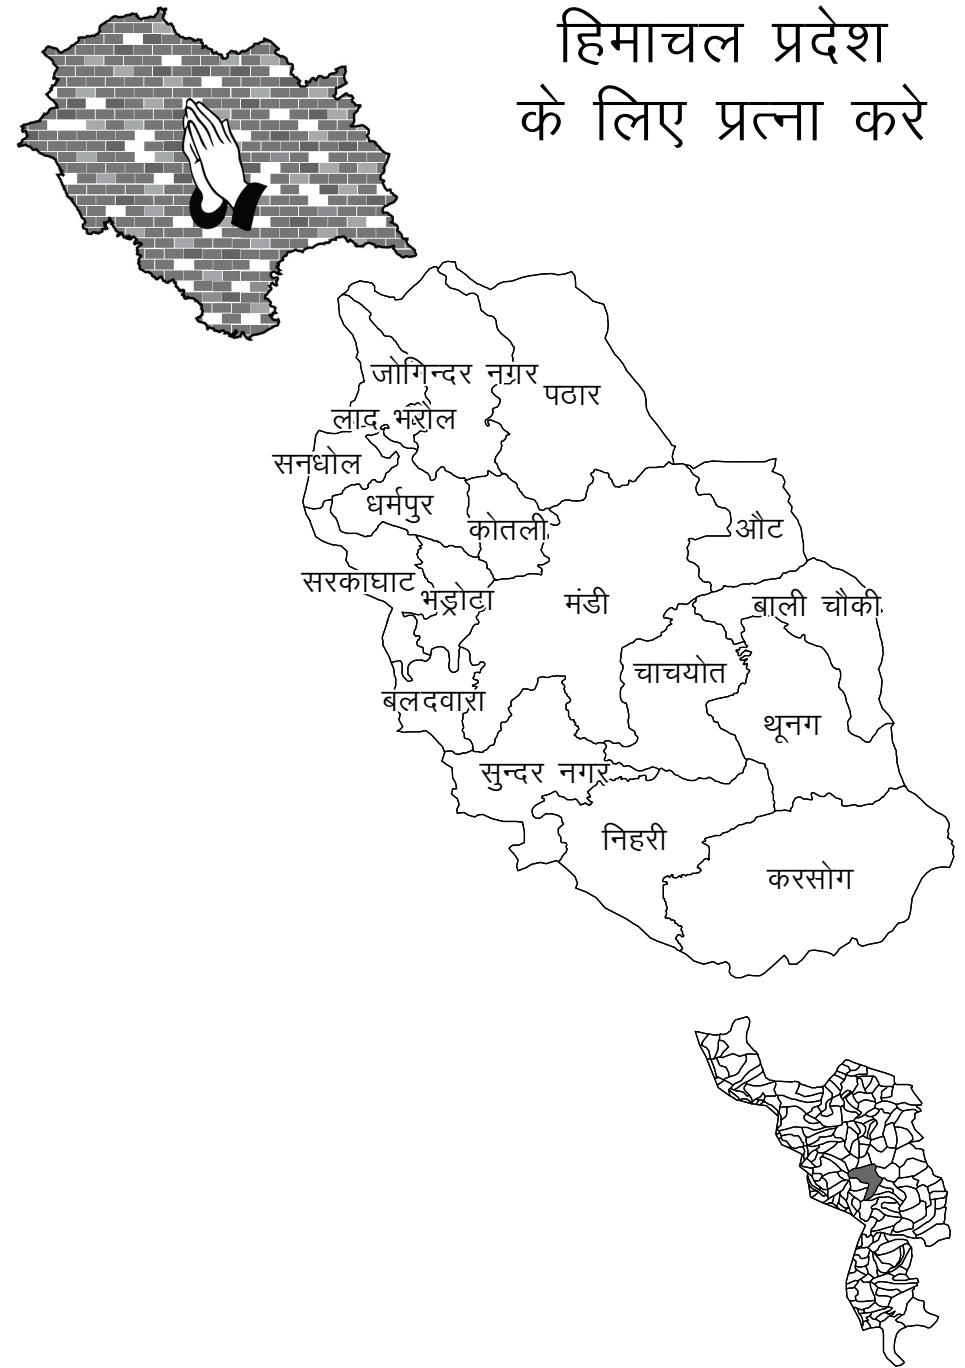 हिमाचल प्रदेश
के लिए प्रत्ना करे
जोगिन्दर नग़र
पठार
लाद भरोल
सनधोल
धर्मपुर
कोतली
औट
सरकाघाट
भड्रोटा
मंडी
बाली चौकी
चाचयोत
बलदवारा
थूनग
सुन्दर नगर
निहरी
करसोग